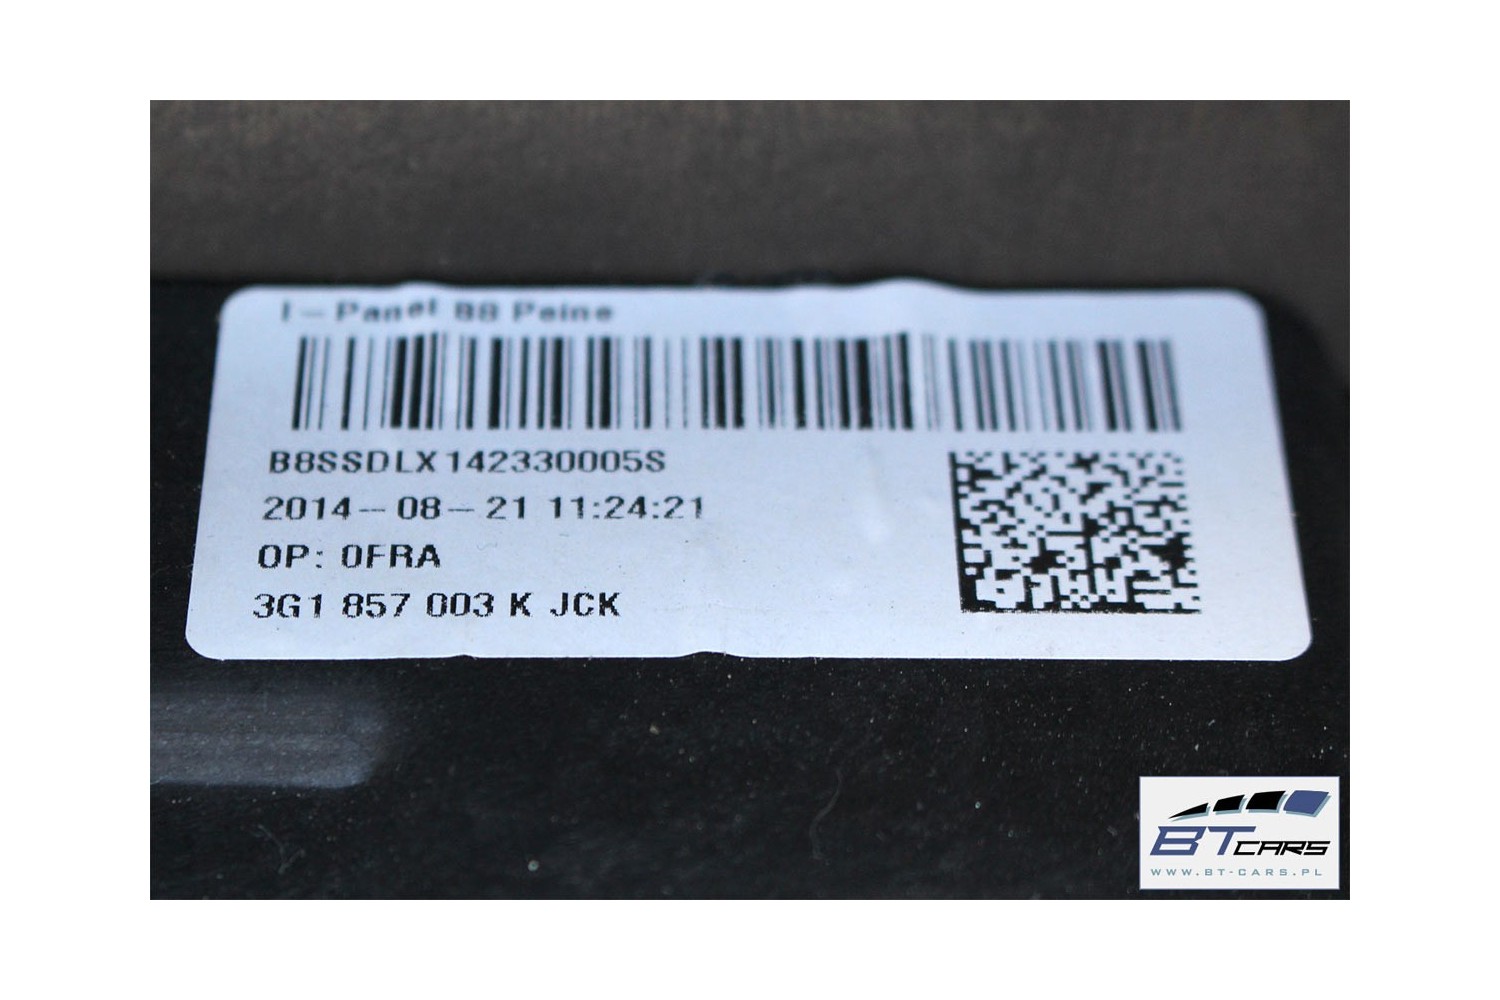 I-Panel B8 Peine
B8SSDLX142330005S
2014-08-21 11:24:21
OP: 0FRA
3G1 857 003 K JCK
BT CARS
WWW.BT-CARS.PL